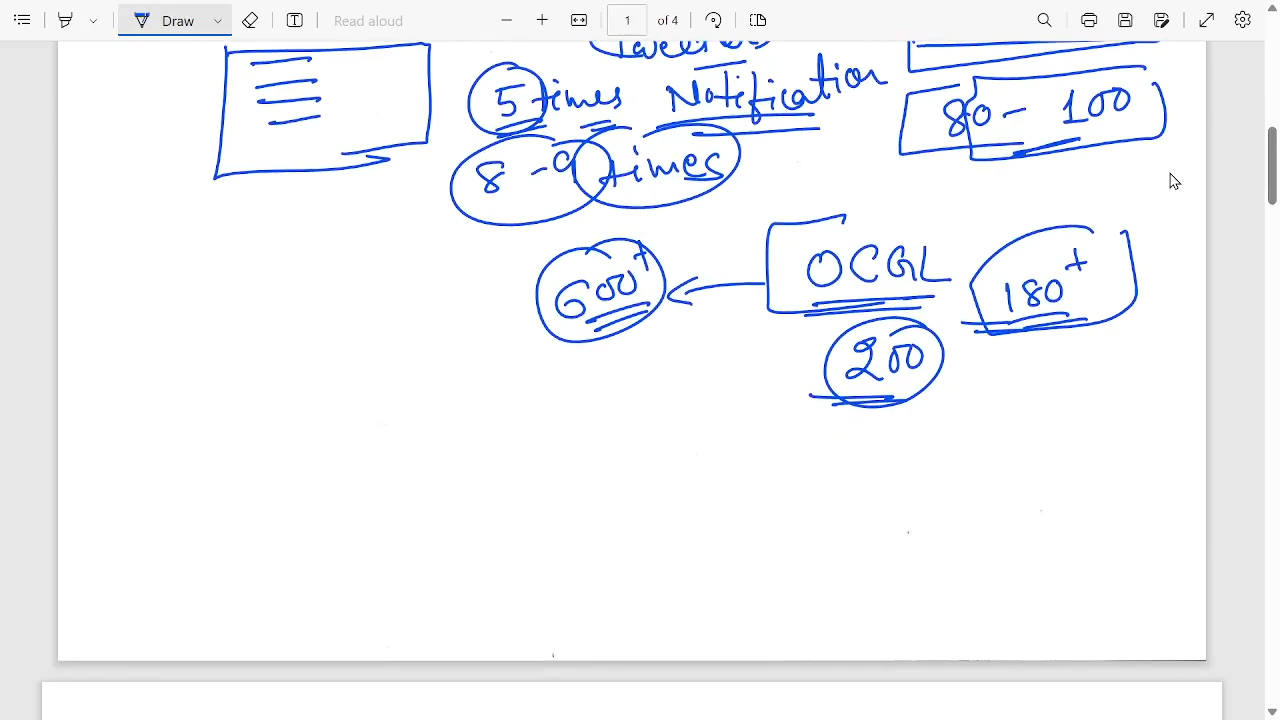 Draw
Read aloud
1 of 4
5 times Notification
80 - 100
8 - 9 times
600+
OCGL
180+
200